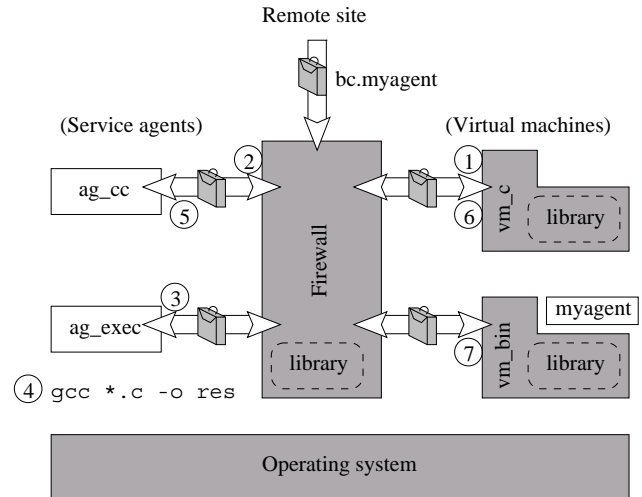 Remote site
bc.myagent
(Service agents)
(Virtual machines)
2
1
ag_cc
5
6
vm_c
library
Firewall
3
ag_exec
7
vm_bin
myagent
library
library
4 gcc *.c -o res
Operating system